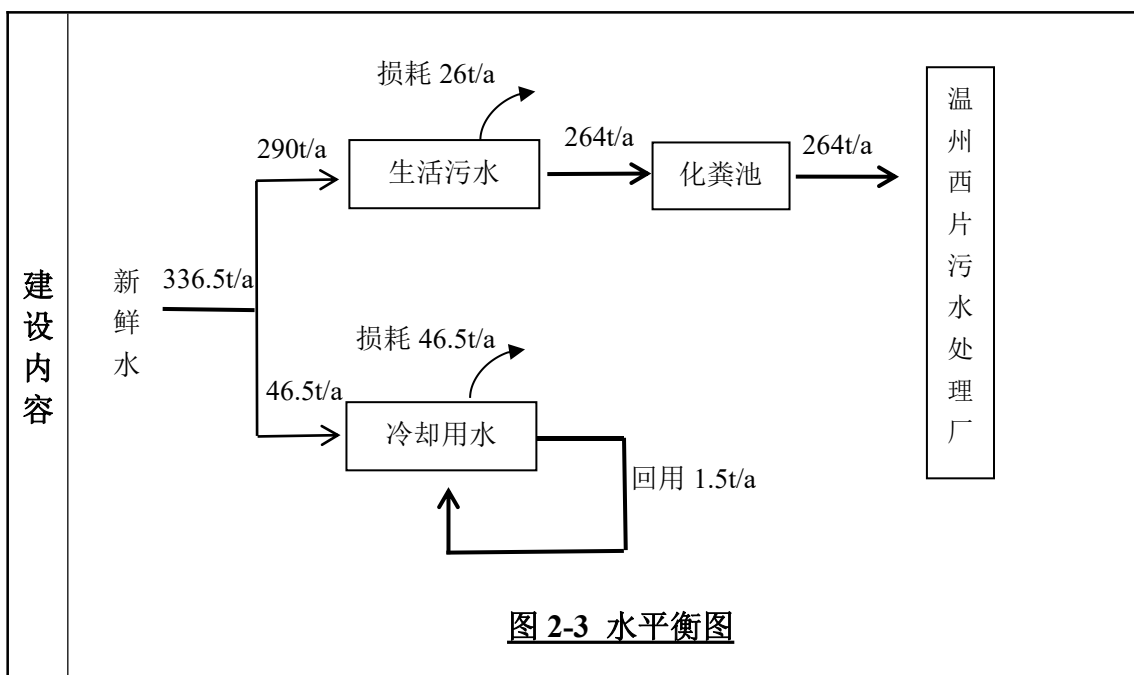 建设内容
新鲜水
336.5t/a
290t/a
损耗 26t/a
生活污水
264t/a
化粪池
264t/a
温州西片污水处理厂
46.5t/a
损耗 46.5t/a
冷却用水
回用 1.5t/a
图 2-3 水平衡图